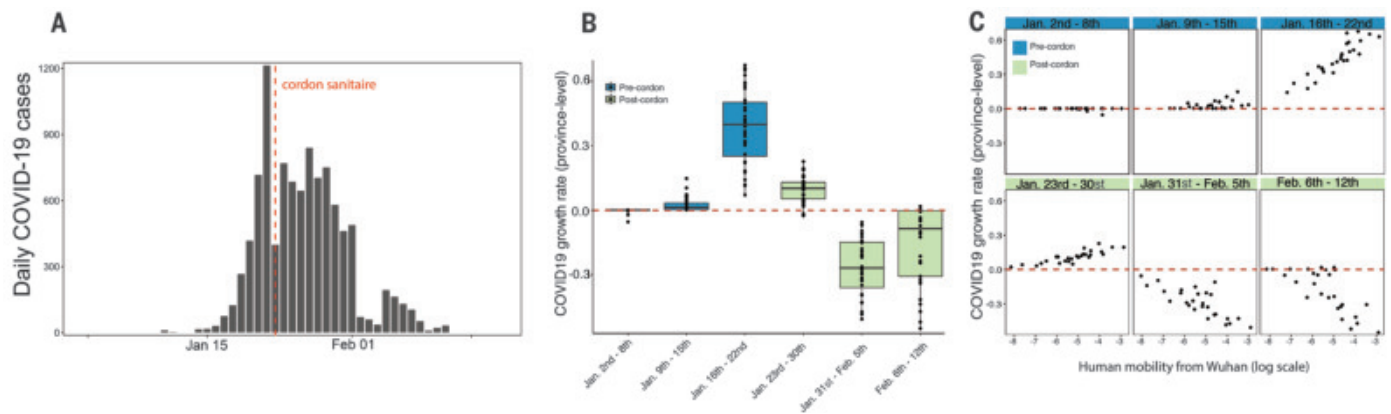 A
Daily COVID-19 cases
1200
900
600
300
0
cordon sanitaire
Jan 15
Feb 01
B
COVID19 growth rate (province-level)
0.6
0.3
0.0
-0.3
Pre-cordon
Post-cordon
Jan. 2nd - 8th
Jan. 9th - 15th
Jan. 16th - 22nd
Jan. 23rd - 30th
Jan. 31st - Feb. 5th
Feb. 6th - 12th
C
COVID19 growth rate (province-level)
Jan. 2nd - 8th
Jan. 9th - 15th
Jan. 16th - 22nd
0.6
0.3
0.0
-0.3
Pre-cordon
Post-cordon
Jan. 23rd - 30st
Jan. 31st - Feb. 5th
Feb. 6th - 12th
0.6
0.3
0.0
-0.3
-8 -7 -6 -5 -4 -3 -8 -7 -6 -5 -4 -3 -8 -7 -6 -5 -4 -3
Human mobility from Wuhan (log scale)